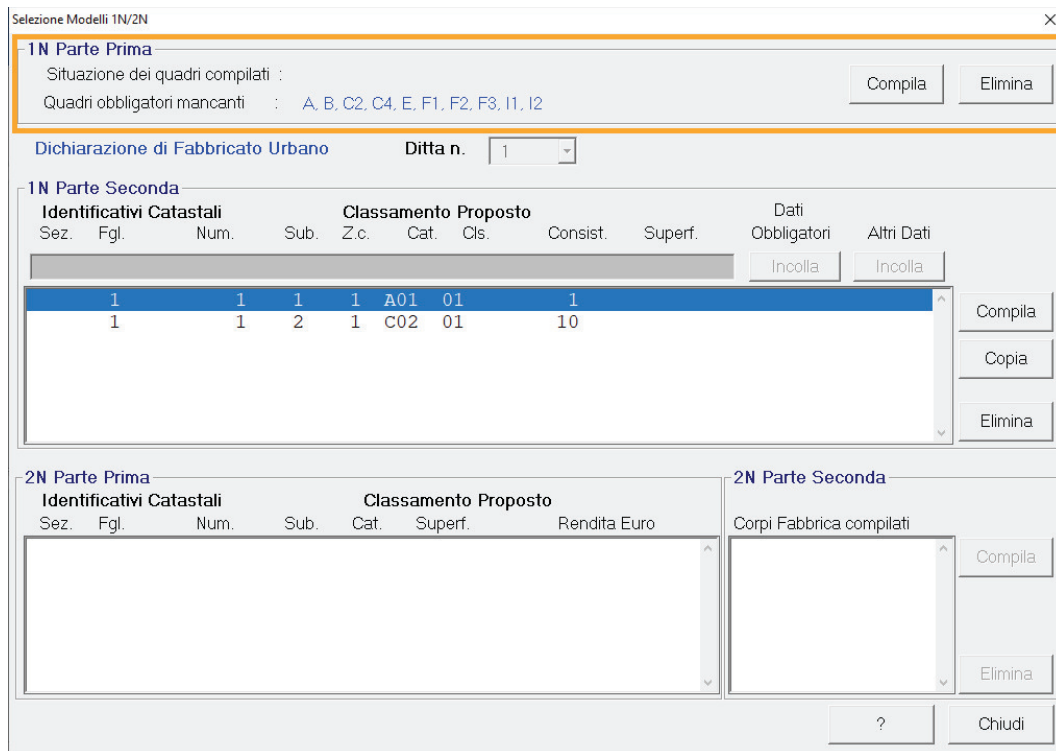 Selezione Modelli 1N/2N
1N Parte Prima
Situazione dei quadri compilati :
Quadri obbligatori mancanti : A, B, C2, C4, E, F1, F2, F3, I1, I2
Compila Elimina
Dichiarazione di Fabbricato Urbano Ditta n. 1
1N Parte Seconda
Identificativi Catastali Classamento Proposto Dati
Sez. Fgl. Num. Sub. Z.c. Cat. Cls. Consist. Superf. Obbligatori Altri Dati
Incolla Incolla
1 1 1 1 A01 01 1
1 1 2 1 C02 01 10
Compila
Copia
Elimina
2N Parte Prima
Identificativi Catastali Classamento Proposto
Sez. Fgl. Num. Sub. Cat. Superf. Rendita Euro
2N Parte Seconda
Corpi Fabbrica compilati
Compila
Elimina
? Chiudi